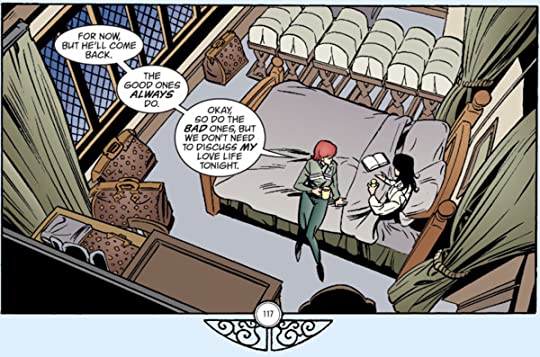 FOR NOW,
BUT HE'LL COME
BACK.
THE
GOOD ONES
ALWAYS
DO.
OKAY,
SO DO THE
BAD ONES, BUT
WE DON'T NEED
TO DISCUSS MY
LOVE LIFE
TONIGHT.
117